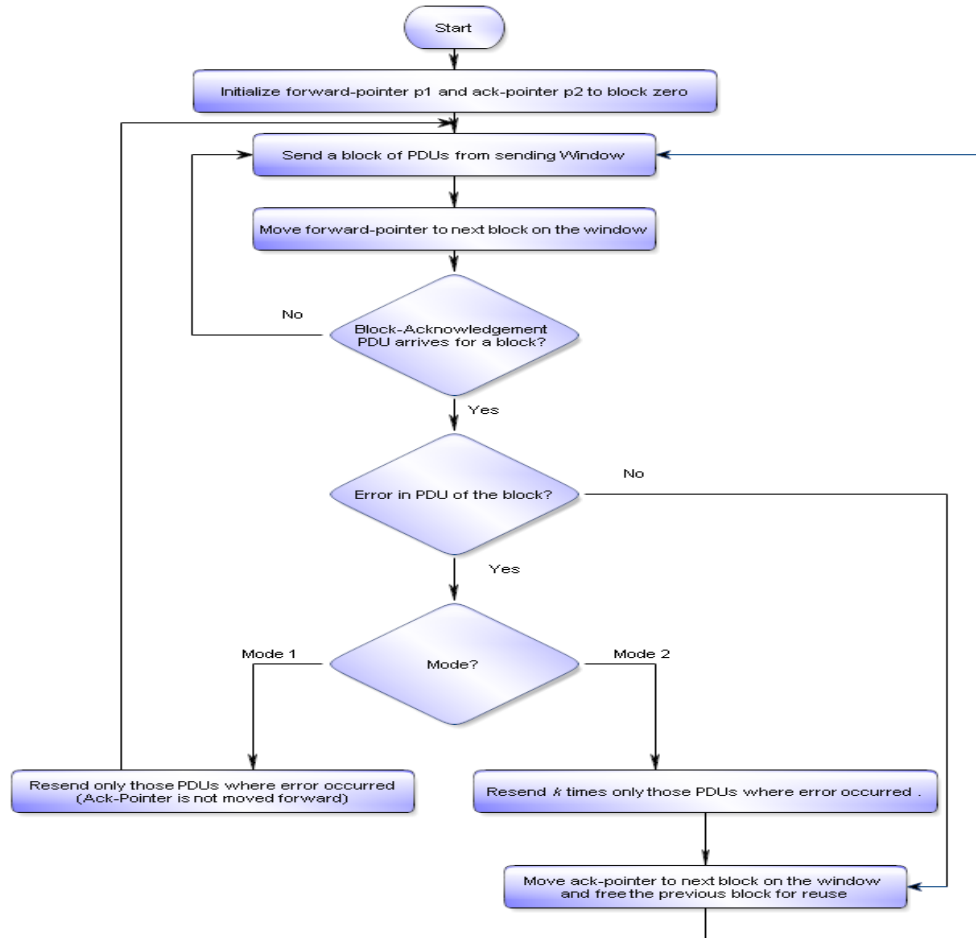 Start
Initialize forward-pointer p1 and ack-pointer p2 to block zero
Send a block of PDUs from sending Window
Move forward-pointer to next block on the window
No
Block-Acknowledgement
PDU arrives for a block?
Yes
No
Error in PDU of the block?
Yes
Mode 1
Mode?
Mode 2
Resend only those PDUs where error occurred
(Ack-Pointer is not moved forward)
Resend k times only those PDUs where error occurred .
Move ack-pointer to next block on the window
and free the previous block for reuse